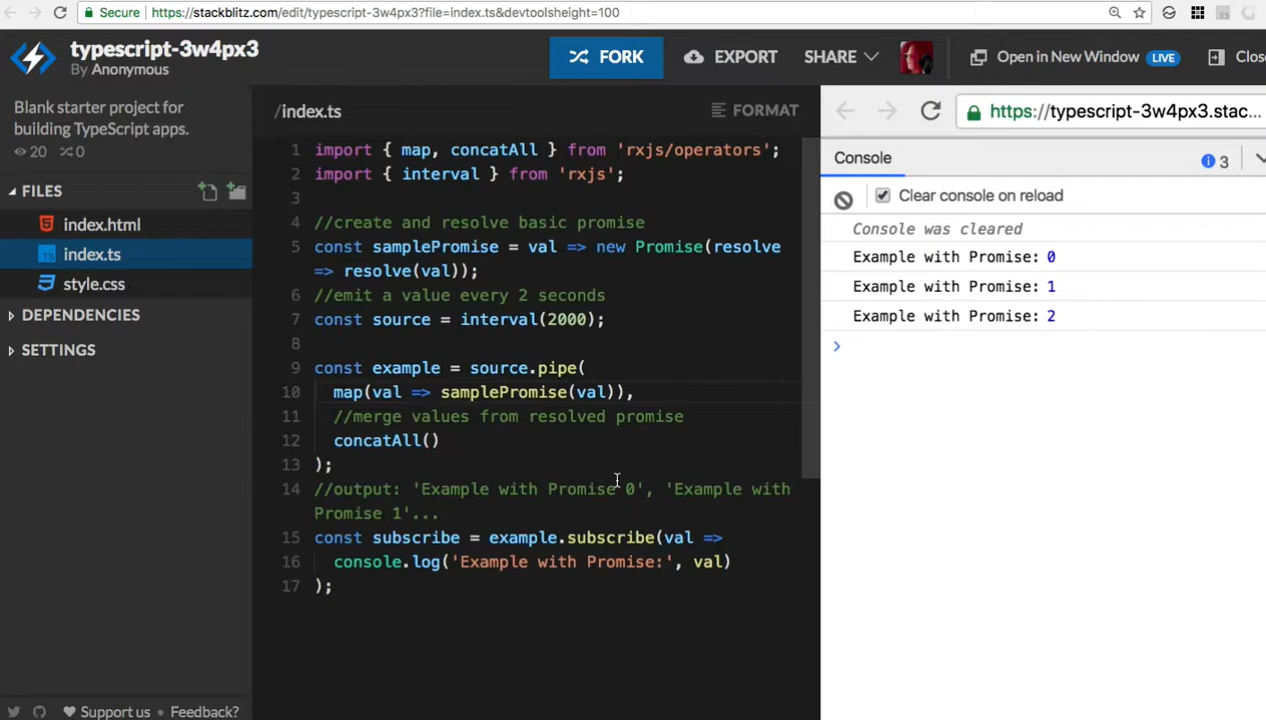 Secure https://stackblitz.com/edit/typescript-3w4px3?file=index.ts&devtoolsheight=100
typescript-3w4px3
By Anonymous
FORK
EXPORT
SHARE
Open in New Window LIVE
Clos
Blank starter project for
building TypeScript apps.
20 0
FILES
index.html
index.ts
style.css
DEPENDENCIES
SETTINGS
Support us • Feedback?
/index.ts
FORMAT
1 import { map, concatAll } from 'rxjs/operators';
2 import { interval } from 'rxjs';
3
4 //create and resolve basic promise
5 const samplePromise = val => new Promise(resolve
=> resolve(val));
6 //emit a value every 2 seconds
7 const source = interval(2000);
8
9 const example = source.pipe(
10 map(val => samplePromise(val)),
11 //merge values from resolved promise
12 concatAll()
13 );
14 //output: 'Example with Promise 0', 'Example with
Promise 1'...
15 const subscribe = example.subscribe(val =>
16 console.log('Example with Promise:', val)
17 );
https://typescript-3w4px3.stac...
Console
3
Clear console on reload
Console was cleared
Example with Promise: 0
Example with Promise: 1
Example with Promise: 2